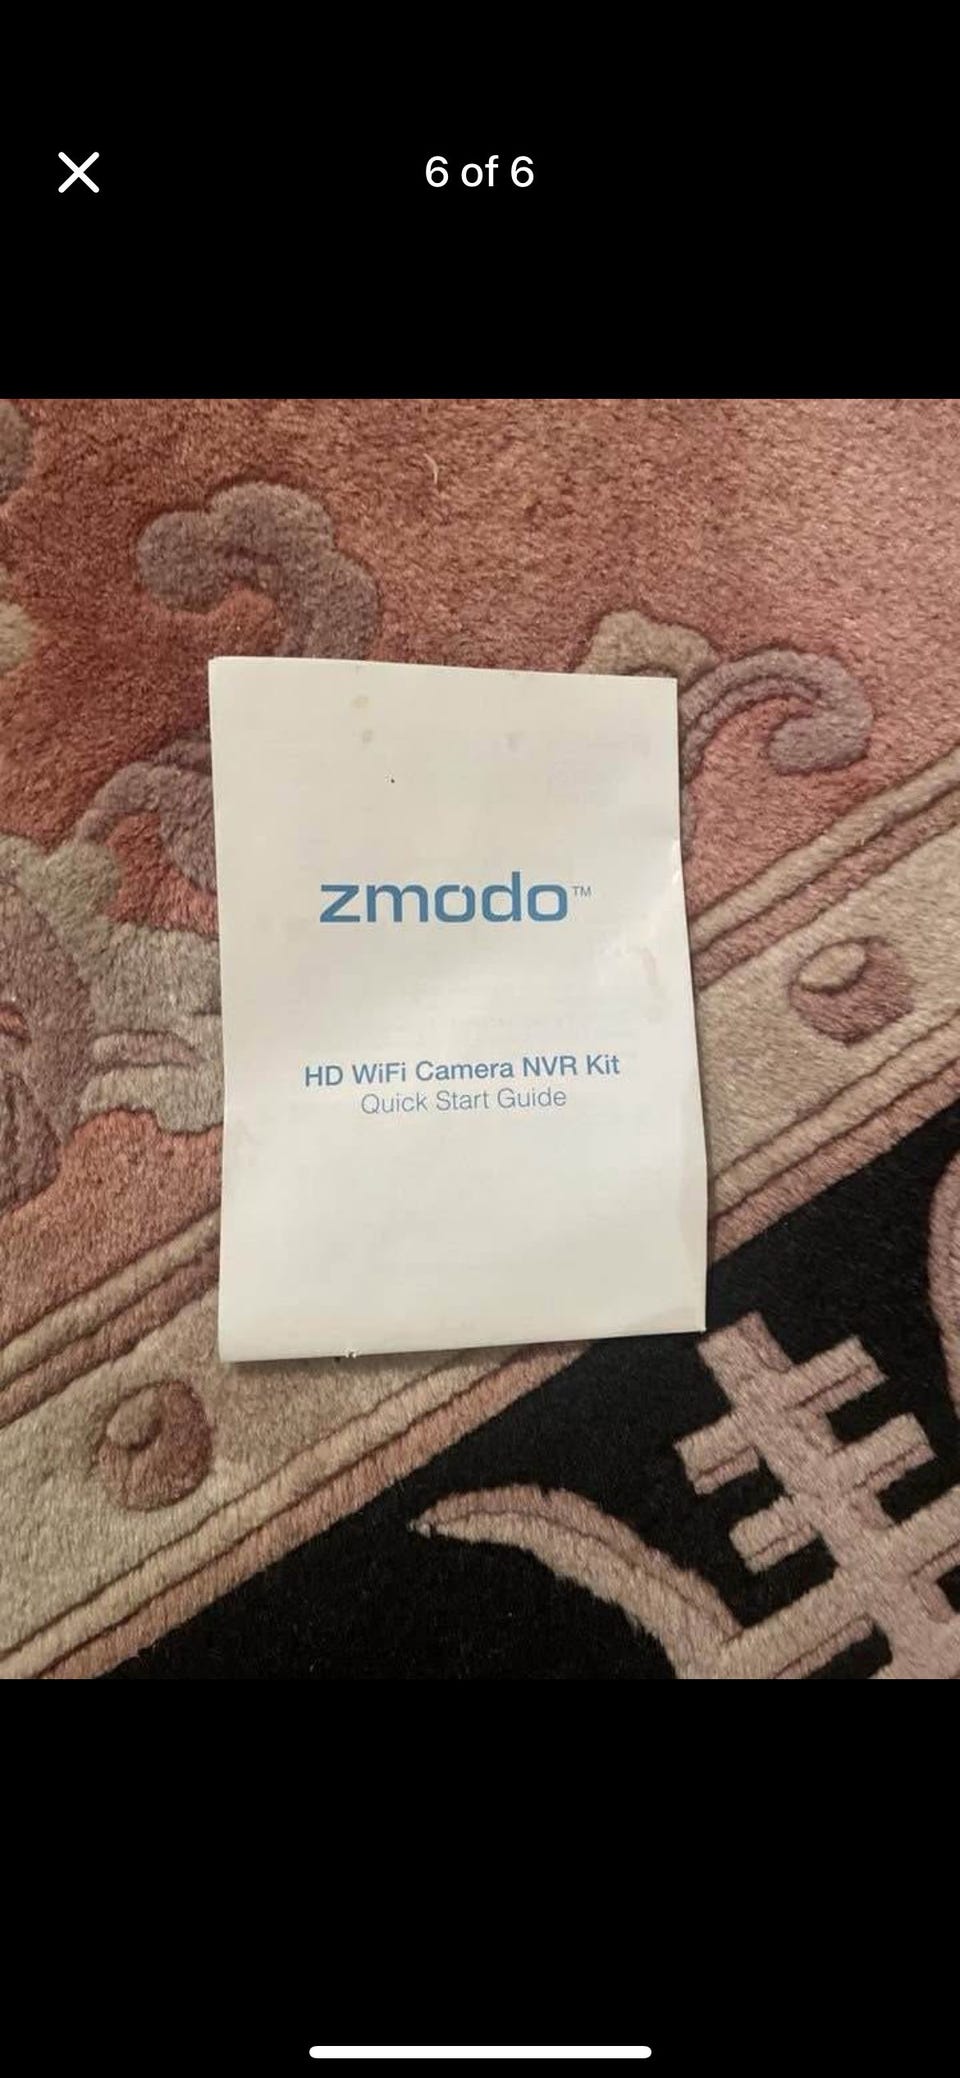 6 of 6
zmodo™
HD WiFi Camera NVR Kit
Quick Start Guide